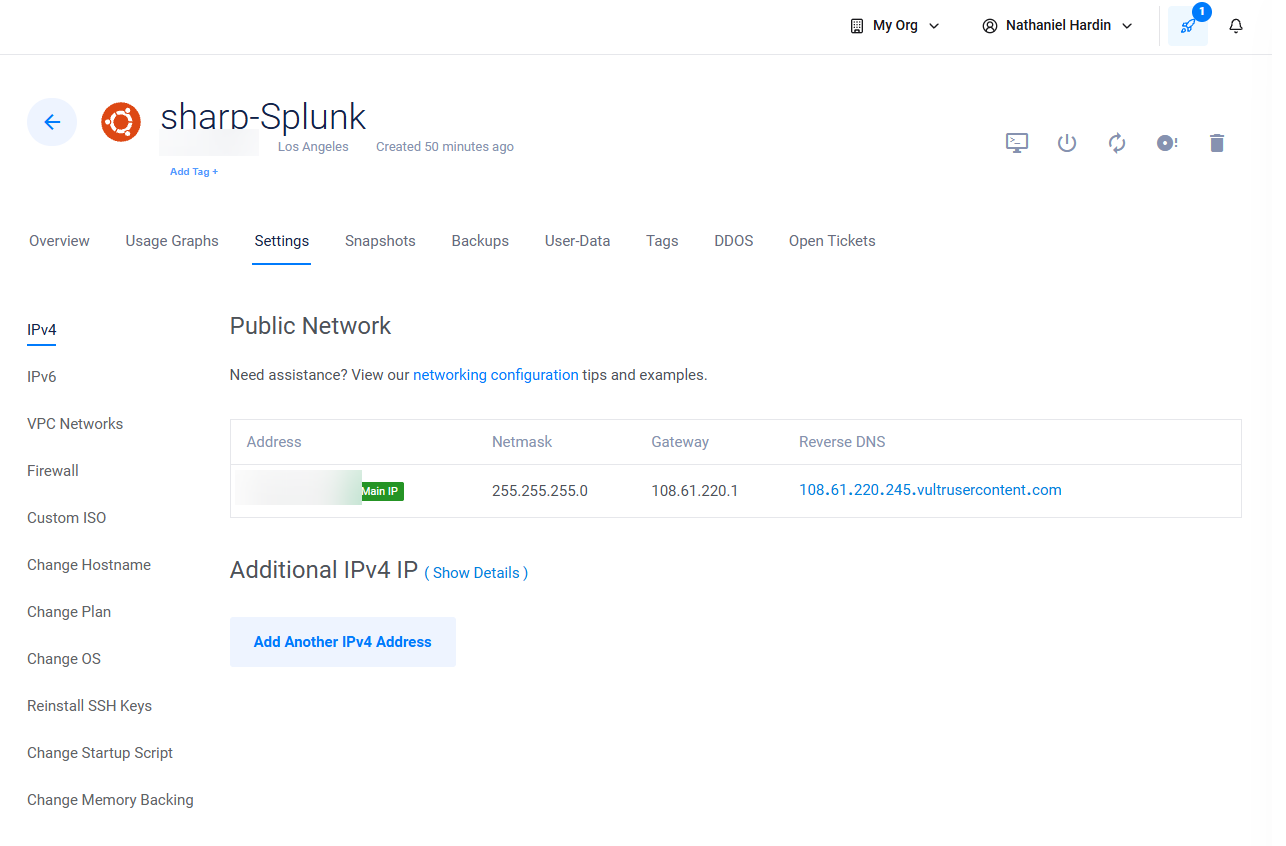 My Org
Nathaniel Hardin
1
sharp-Splunk
Los Angeles
Created 50 minutes ago
Add Tag +
Overview
Usage Graphs
Settings
Snapshots
Backups
User-Data
Tags
DDOS
Open Tickets
IPv4
IPv6
VPC Networks
Firewall
Custom ISO
Change Hostname
Change Plan
Change OS
Reinstall SSH Keys
Change Startup Script
Change Memory Backing
Public Network
Need assistance? View our networking configuration tips and examples.
Address Netmask Gateway Reverse DNS
Main IP 255.255.255.0 108.61.220.1 108.61.220.245.vultrusercontent.com
Additional IPv4 IP ( Show Details )
Add Another IPv4 Address